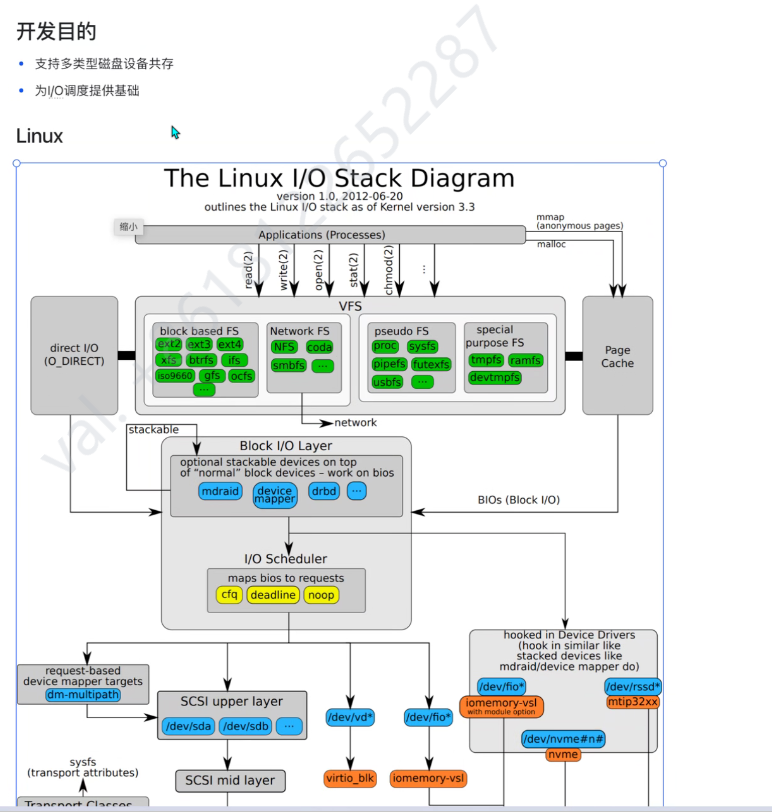 开发目的
支持多类型磁盘设备共存
为I/O调度提供基础
Linux
The Linux I/O Stack Diagram
version 1.0, 2012-06-20
outlines the Linux I/O stack as of Kernel version 3.3
缩小
Applications (Processes)
mmap
(anonymous pages)
malloc
read(2)
write(2)
open(2)
stat(2)
chmod(2)
...
VFS
direct I/O
(O_DIRECT)
block based FS
ext2 ext3 ext4
xfs btrfs ifs
iso9660 gfs ocfs
...
Network FS
NFS coda
smbfs ...
pseudo FS
proc sysfs
pipefs futexfs
usbfs ...
special
purpose FS
tmpfs ramfs
devtmpfs
Page
Cache
network
stackable
Block I/O Layer
optional stackable devices on top
of “normal” block devices – work on bios
mdraid device mapper drbd ...
BIOs (Block I/O)
I/O Scheduler
maps bios to requests
cfq deadline noop
hooked in Device Drivers
(hook in similar like
stacked devices like
mdraid/device mapper do)
/dev/fio* /dev/rssd*
iomemory-vsl mtip32xx
with module option
/dev/nvme#n#
nvme
request-based
device mapper targets
dm-multipath
SCSI upper layer
/dev/sda /dev/sdb ...
/dev/vd* /dev/fio*
sysfs
(transport attributes)
SCSI mid layer
virtio_blk iomemory-vsl
Transport Classes